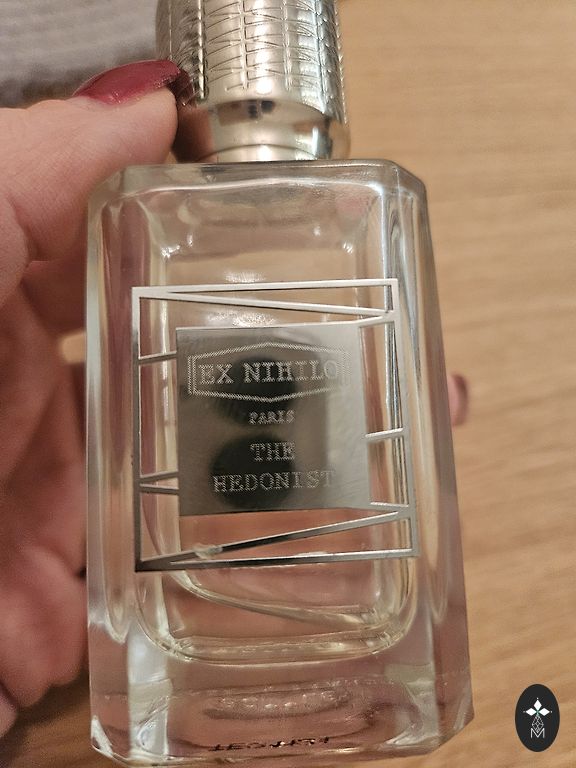 EX NIHILO
PARIS
THE
HEDONIST